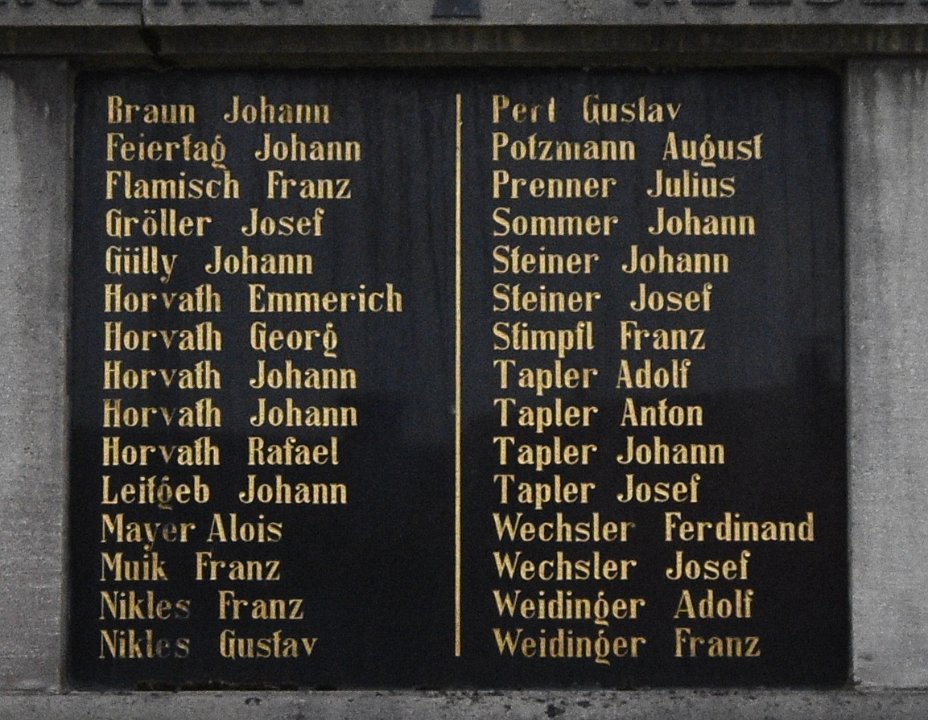 Braun Johann
Feiertag Johann
Flamisch Franz
Gröller Josef
Gülly Johann
Horvath Emmerich
Horvath Georg
Horvath Johann
Horvath Johann
Horvath Rafael
Leitgeb Johann
Mayer Alois
Muik Franz
Nikles Franz
Nikles Gustav
Perl Gustav
Potzmann August
Prenner Julius
Sommer Johann
Steiner Johann
Steiner Josef
Stimpfl Franz
Tapler Adolf
Tapler Anton
Tapler Johann
Tapler Josef
Wechsler Ferdinand
Wechsler Josef
Weidinger Adolf
Weidinger Franz